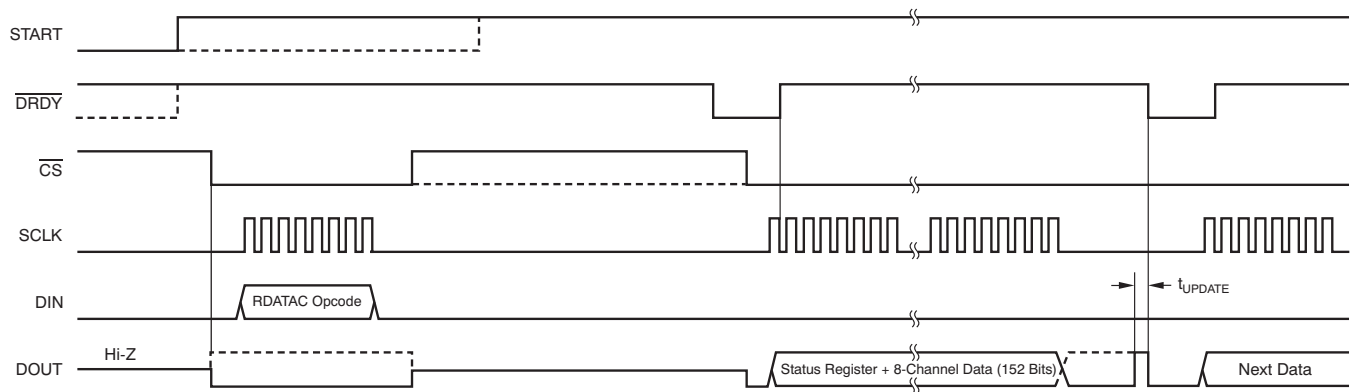 START
DRDY
CS
SCLK
DIN
RDATAC Opcode
tUPDATE
DOUT
Hi-Z
Status Register + 8-Channel Data (152 Bits)
Next Data